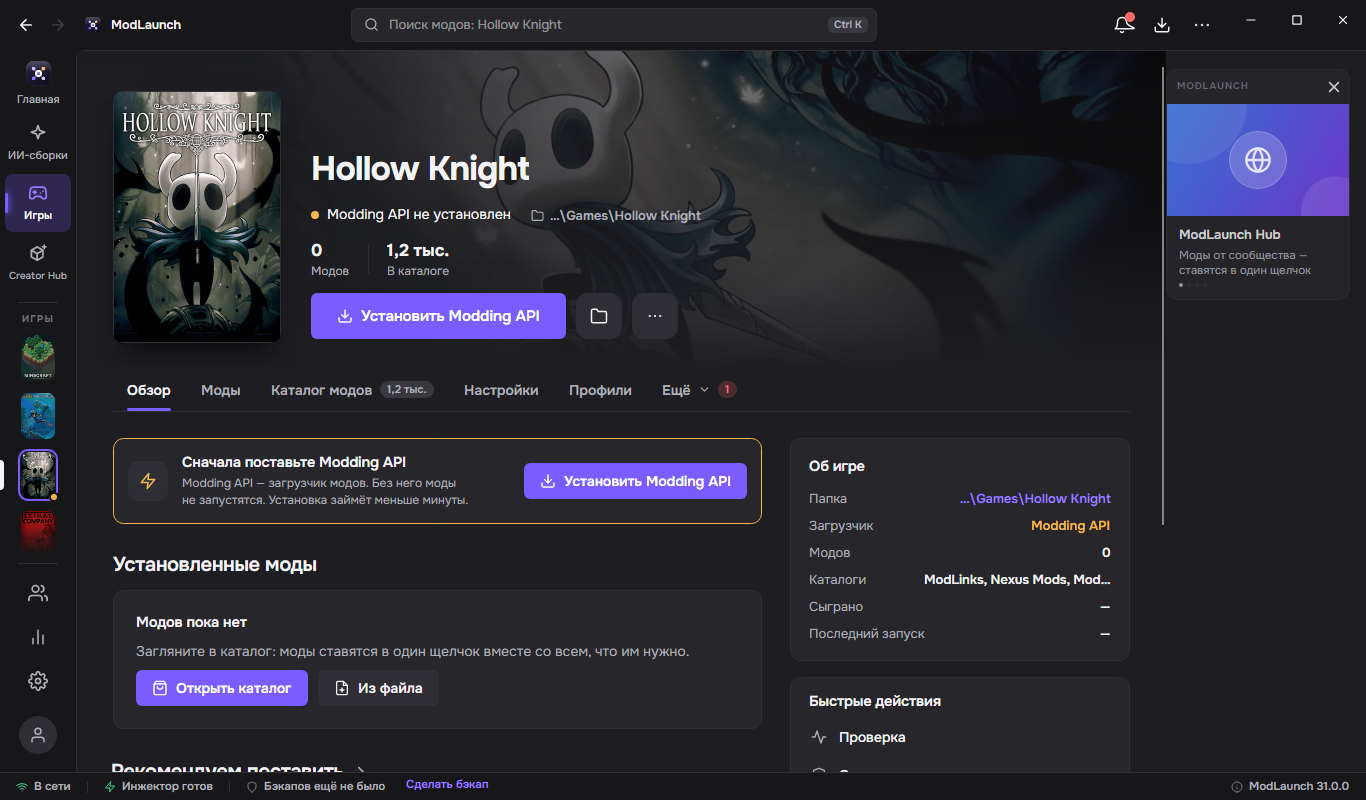 ModLaunch
Поиск модов: Hollow Knight
Ctrl K
Главная
ИИ-сборки
Игры
Creator Hub
ИГРЫ
MINECRAFT
LETHAL COMPANY
HOLLOW KNIGHT
Hollow Knight
Modding API не установлен
...\Games\Hollow Knight
0
Модов
1,2 тыс.
В каталоге
Установить Modding API
MODLAUNCH
ModLaunch Hub
Моды от сообщества —
ставятся в один щелчок
Обзор
Моды
Каталог модов 1,2 тыс.
Настройки
Профили
Ещё 1
Сначала поставьте Modding API
Modding API — загрузчик модов. Без него моды
не запустятся. Установка займёт меньше минуты.
Установить Modding API
Установленные моды
Модов пока нет
Загляните в каталог: моды ставятся в один щелчок вместе со всем, что им нужно.
Открыть каталог
Из файла
Рекомендуем поставить
Об игре
Папка ...\Games\Hollow Knight
Загрузчик Modding API
Модов 0
Каталоги ModLinks, Nexus Mods, Mod...
Сыграно —
Последний запуск —
Быстрые действия
Проверка
В сети
Инжектор готов
Бэкапов ещё не было
Сделать бэкап
ModLaunch 31.0.0